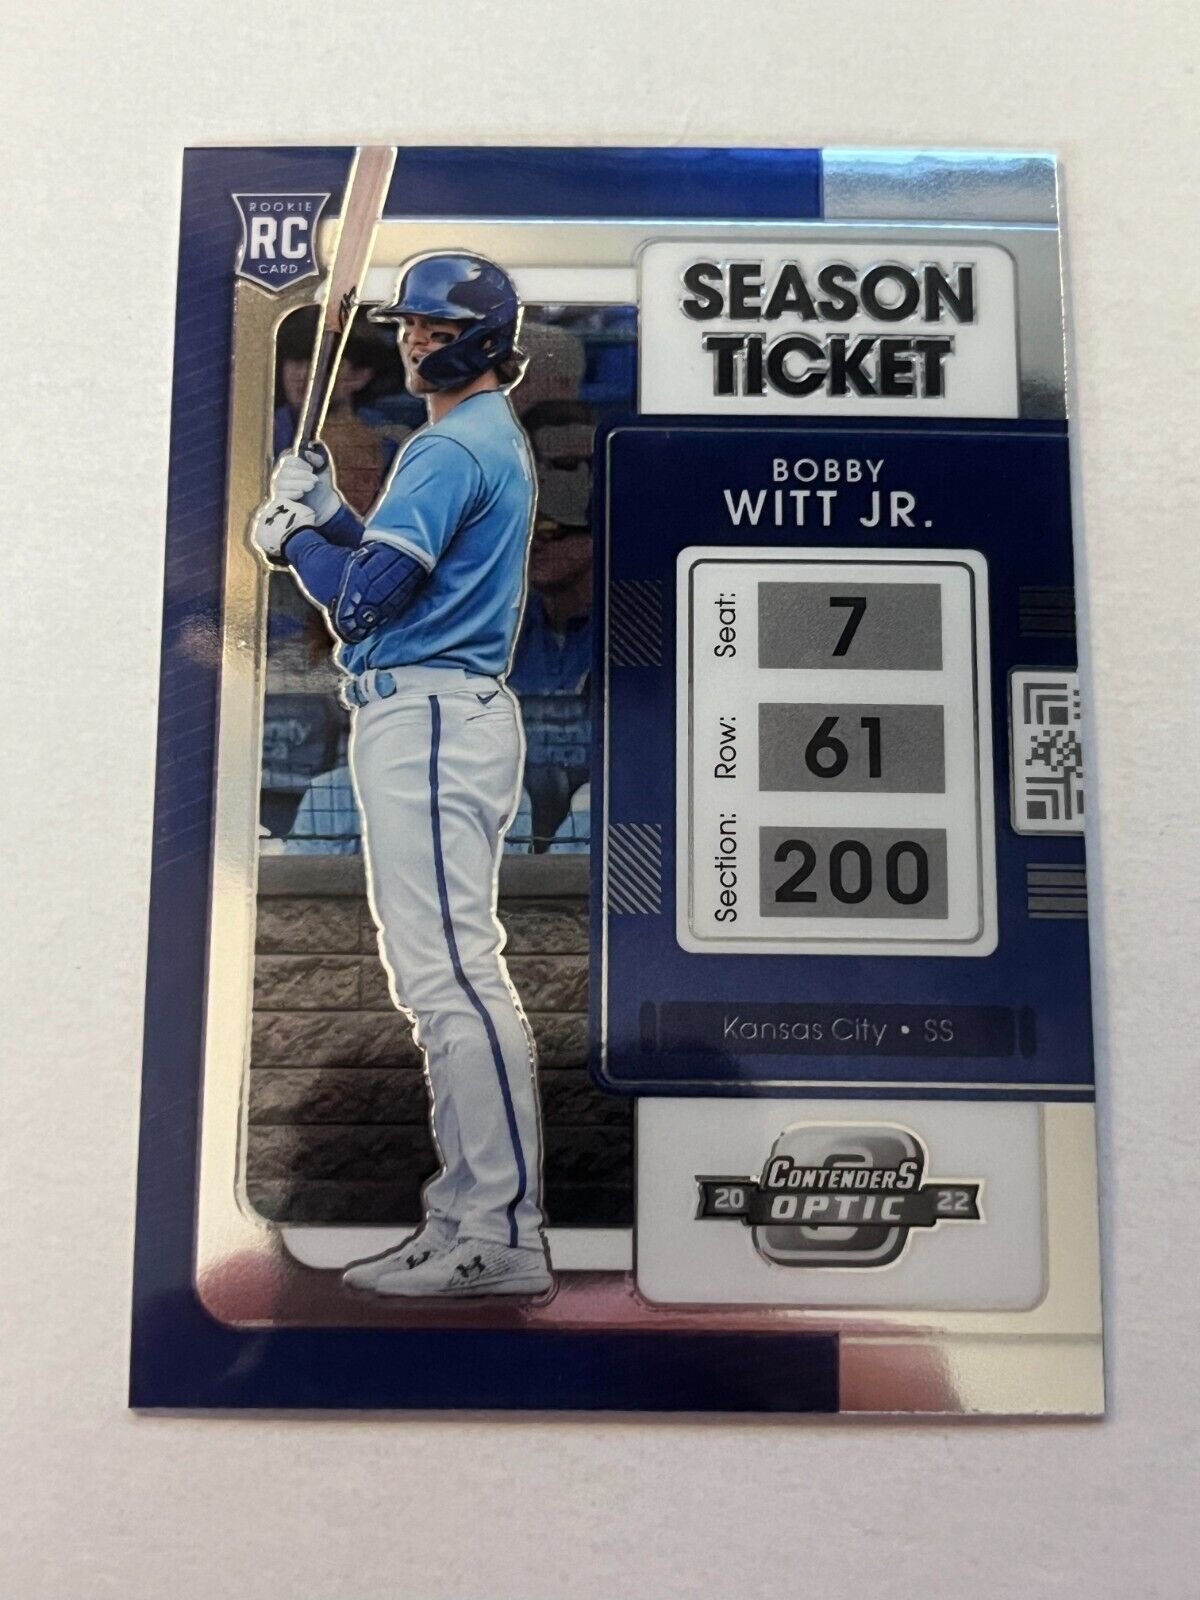 ROOKIE
RC
CARD
SEASON
TICKET
BOBBY
WITT JR.
Seat: 7
Row: 61
Section: 200
Kansas City • SS
20 CONTENDERS 22
OPTIC